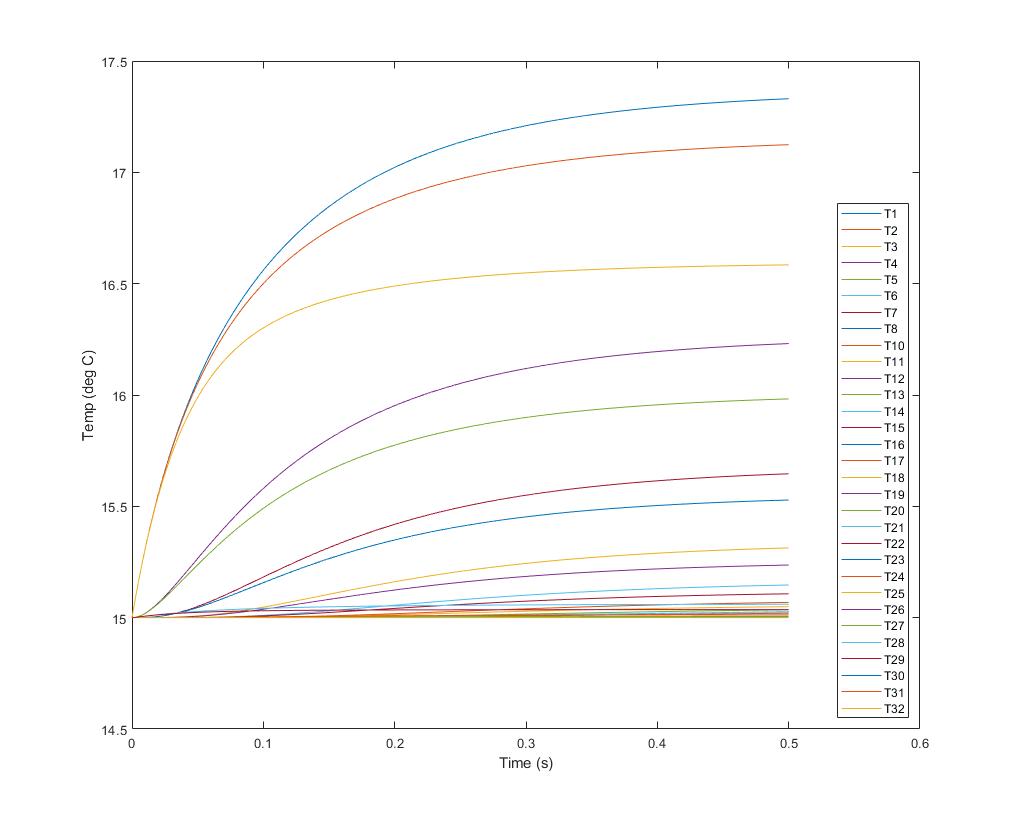 17.5
17
16.5
16
15.5
15
14.5
Temp (deg C)
0
0.1
0.2
0.3
0.4
0.5
0.6
Time (s)
T1
T2
T3
T4
T5
T6
T7
T8
T10
T11
T12
T13
T14
T15
T16
T17
T18
T19
T20
T21
T22
T23
T24
T25
T26
T27
T28
T29
T30
T31
T32